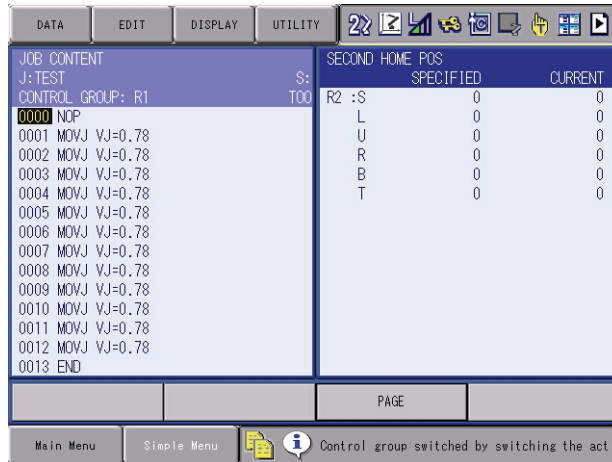 DATA EDIT DISPLAY UTILITY
JOB CONTENT
J:TEST S:
CONTROL GROUP: R1 TOO
0000 NOP
0001 MOVJ VJ=0.78
0002 MOVJ VJ=0.78
0003 MOVJ VJ=0.78
0004 MOVJ VJ=0.78
0005 MOVJ VJ=0.78
0006 MOVJ VJ=0.78
0007 MOVJ VJ=0.78
0008 MOVJ VJ=0.78
0009 MOVJ VJ=0.78
0010 MOVJ VJ=0.78
0011 MOVJ VJ=0.78
0012 MOVJ VJ=0.78
0013 END
SECOND HOME POS
SPECIFIED CURRENT
R2 :S 0 0
L 0 0
U 0 0
R 0 0
B 0 0
T 0 0
PAGE
Main Menu Simple Menu Control group switched by switching the act